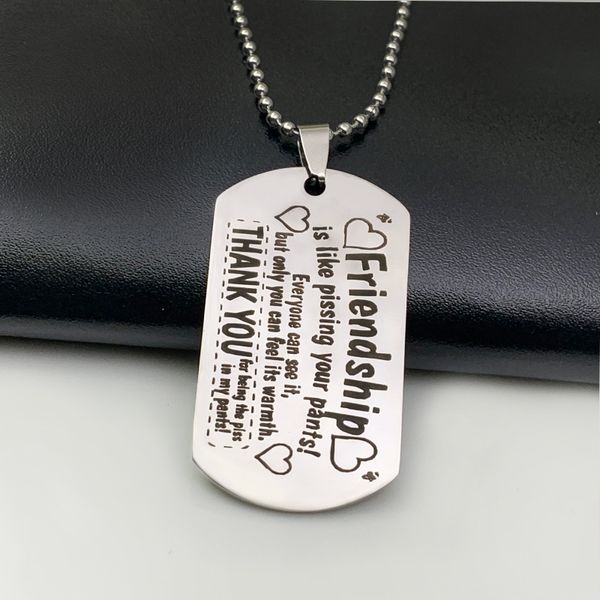 Friendship
is like pissing your pants!
Everyone can see it,
but only you can feel its warmth.
THANK YOU for being the piss
in my pants!